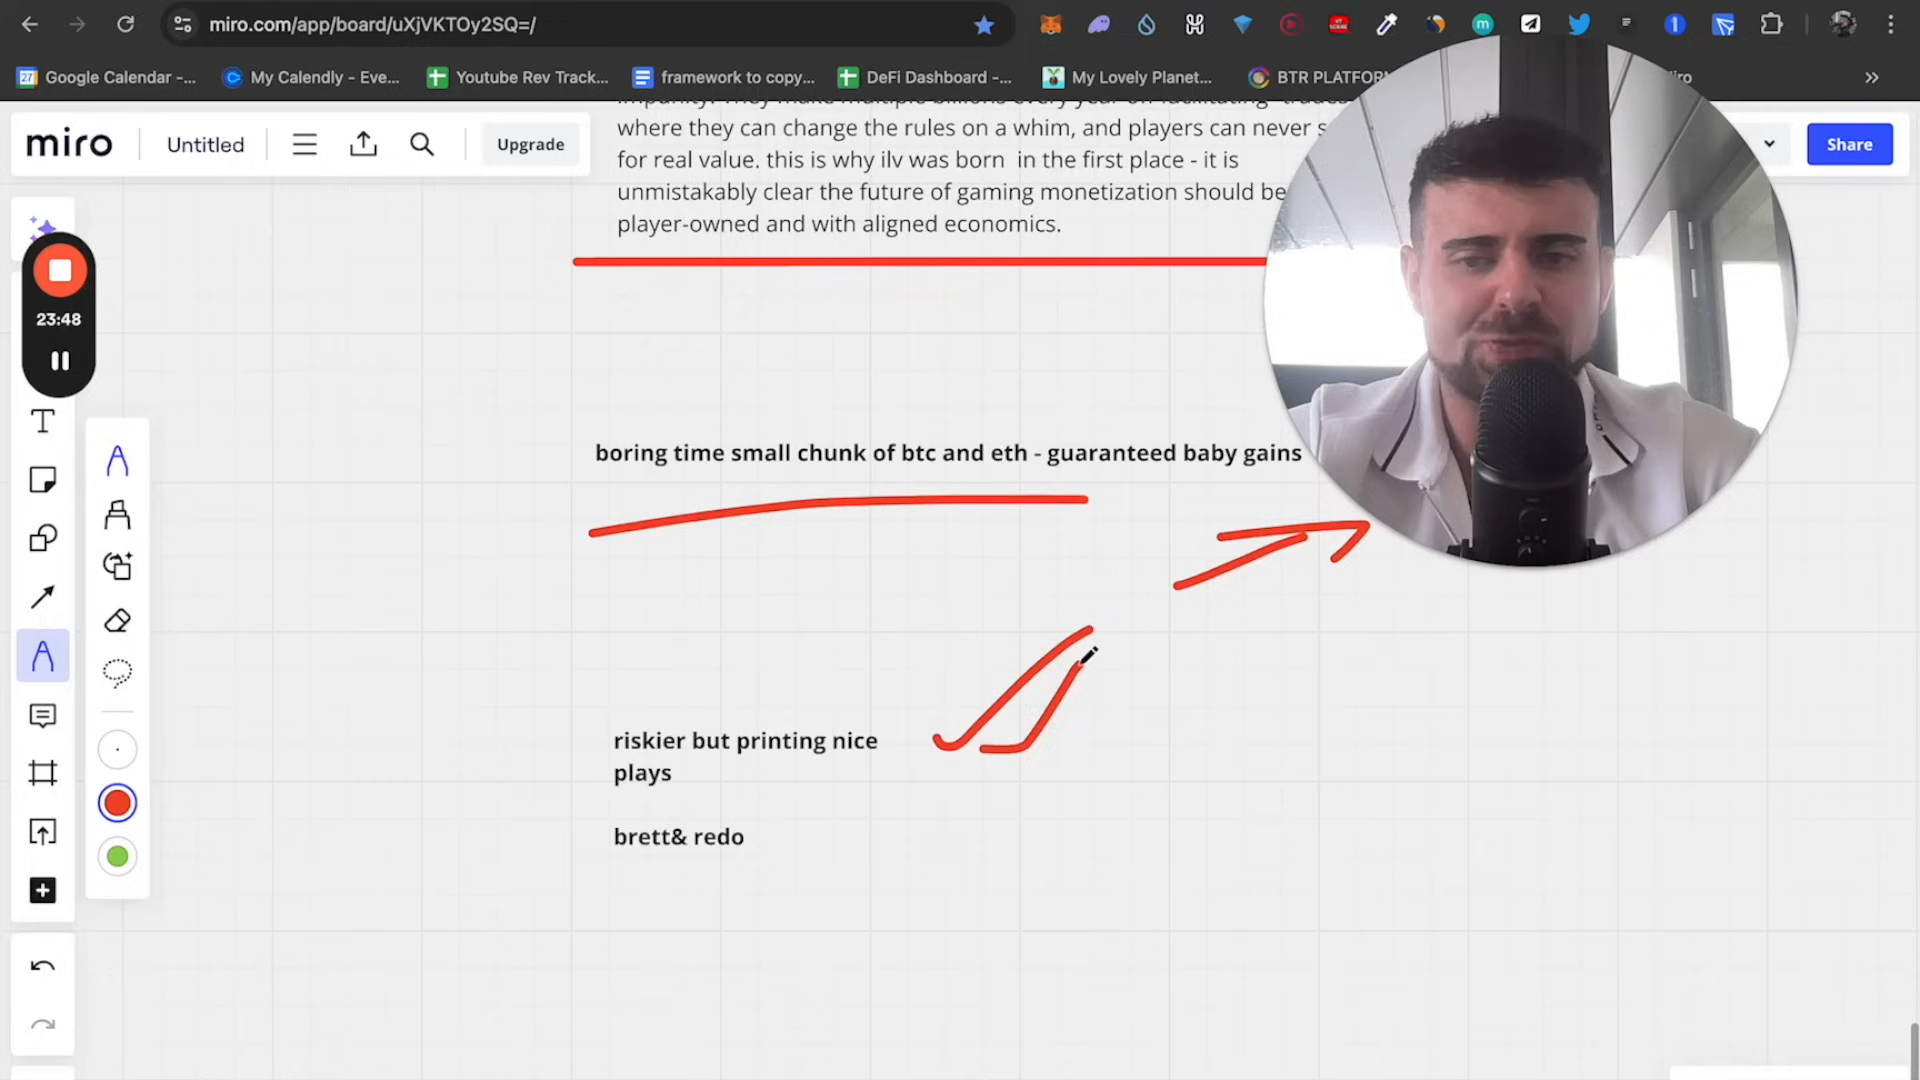 miro.com/app/board/uXjVKTOy2SQ=/
Google Calendar -...
My Calendly - Eve...
Youtube Rev Track...
framework to copy...
DeFi Dashboard -...
My Lovely Planet...
BTR PLATFOR
miro
Untitled
Upgrade
Share
where they can change the rules on a whim, and players can never s
for real value. this is why ilv was born in the first place - it is
unmistakably clear the future of gaming monetization should be
player-owned and with aligned economics.
23:48
boring time small chunk of btc and eth - guaranteed baby gains
riskier but printing nice
plays
brett& redo